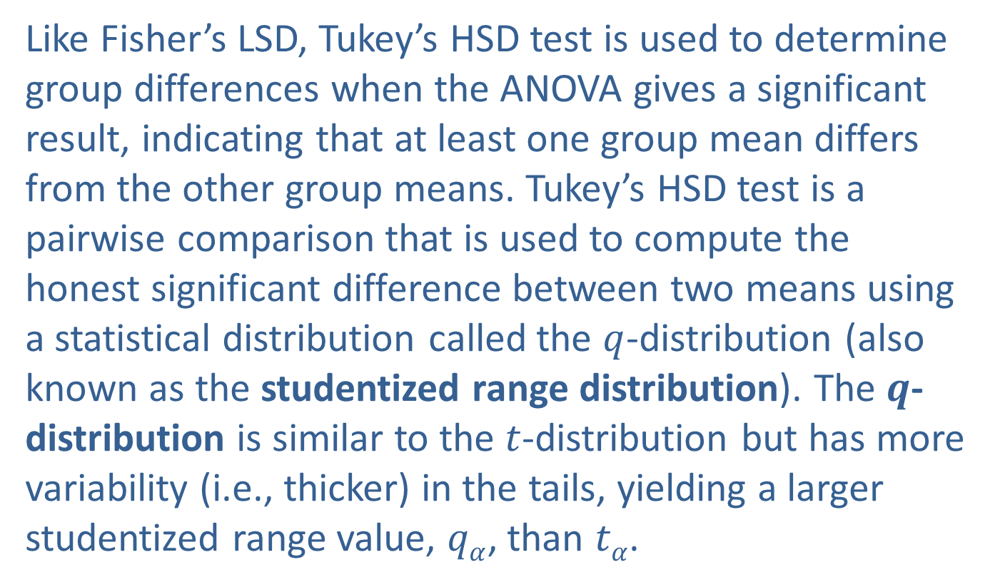 Like Fisher’s LSD, Tukey’s HSD test is used to determine
group differences when the ANOVA gives a significant
result, indicating that at least one group mean differs
from the other group means. Tukey’s HSD test is a
pairwise comparison that is used to compute the
honest significant difference between two means using
a statistical distribution called the q-distribution (also
known as the studentized range distribution). The q-
distribution is similar to the t-distribution but has more
variability (i.e., thicker) in the tails, yielding a larger
studentized range value, qα, than tα.